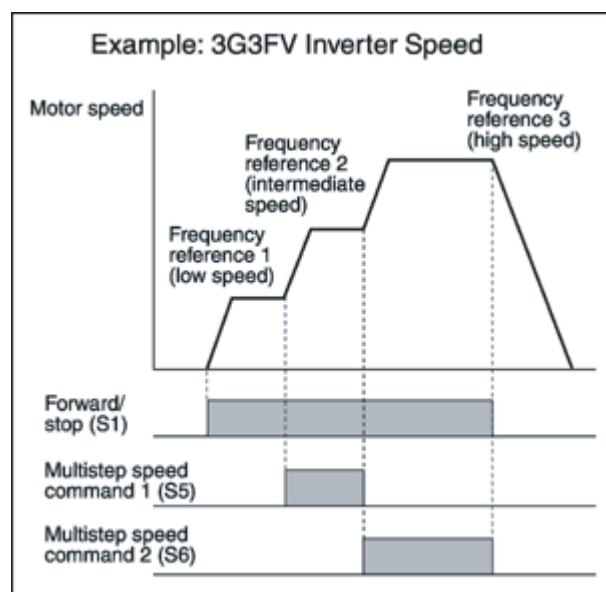 Example: 3G3FV Inverter Speed
Motor speed
Frequency
reference 3
(high speed)
Frequency
reference 2
(intermediate
speed)
Frequency
reference 1
(low speed)
Forward/
stop (S1)
Multistep speed
command 1 (S5)
Multistep speed
command 2 (S6)